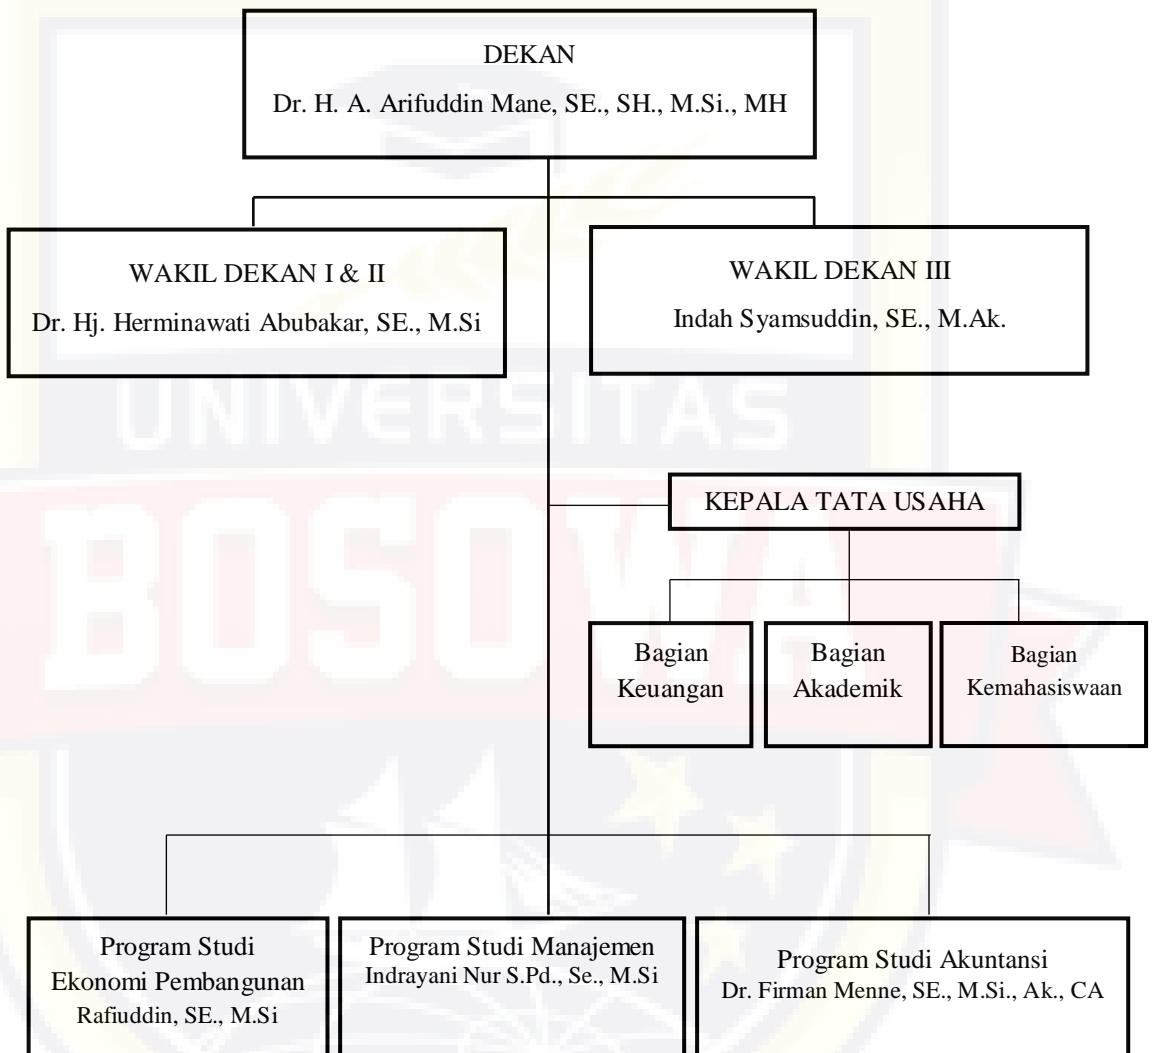 DEKAN
Dr. H. A. Arifuddin Mane, SE., SH., M.Si., MH
WAKIL DEKAN I & II
Dr. Hj. Herminawati Abubakar, SE., M.Si
WAKIL DEKAN III
Indah Syamsuddin, SE., M.Ak.
UNIVERSITAS
BOSOWA
KEPALA TATA USAHA
Bagian
Keuangan
Bagian
Akademik
Bagian
Kemahasiswaan
Program Studi
Ekonomi Pembangunan
Rafiuddin, SE., M.Si
Program Studi Manajemen
Indrayani Nur S.Pd., Se., M.Si
Program Studi Akuntansi
Dr. Firman Menne, SE., M.Si., Ak., CA